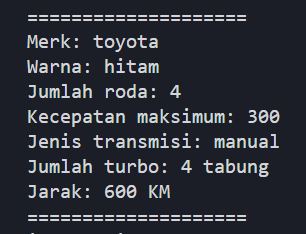 ====================
Merk: toyota
Warna: hitam
Jumlah roda: 4
Kecepatan maksimum: 300
Jenis transmisi: manual
Jumlah turbo: 4 tabung
Jarak: 600 KM
====================